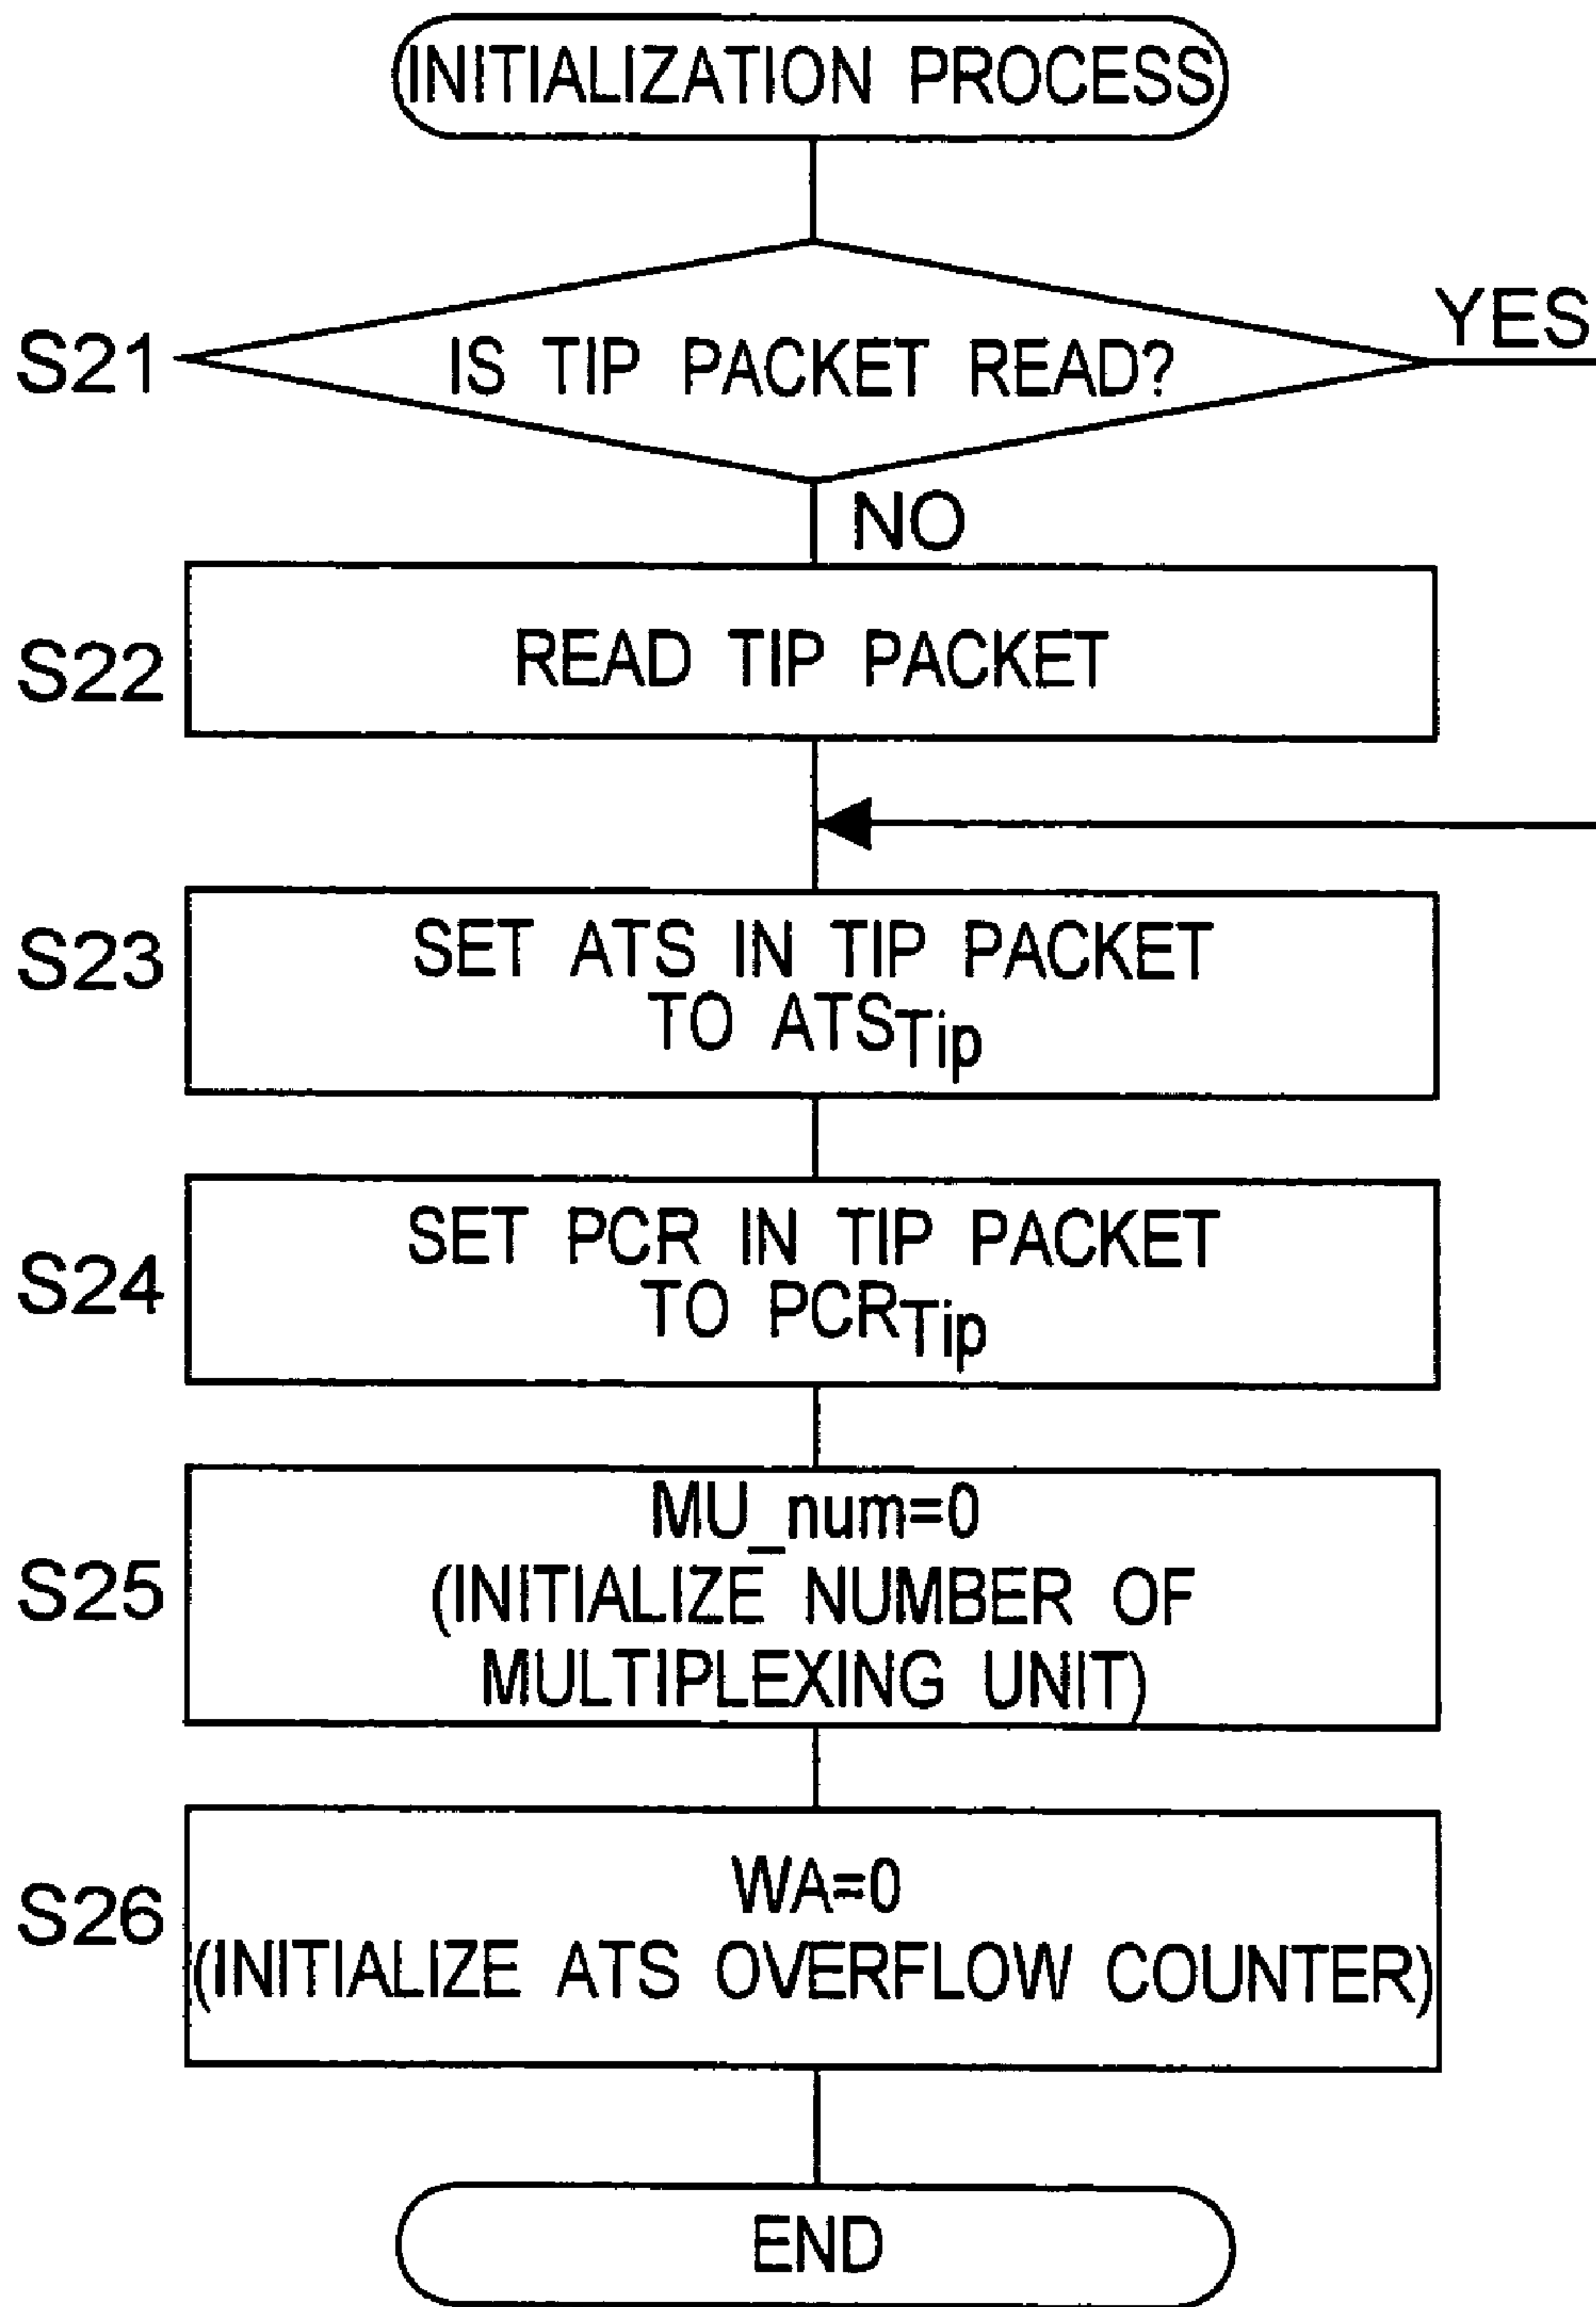 INITIALIZATION PROCESS
YES
S21
IS TIP PACKET READ?
NO
S22
READ TIP PACKET
S23
SET ATS IN TIP PACKET
TO ATSTip
S24
SET PCR IN TIP PACKET
TO PCRTip
S25
MU_num=0
(INITIALIZE NUMBER OF
MULTIPLEXING UNIT)
S26
WA=0
(INITIALIZE ATS OVERFLOW COUNTER)
END